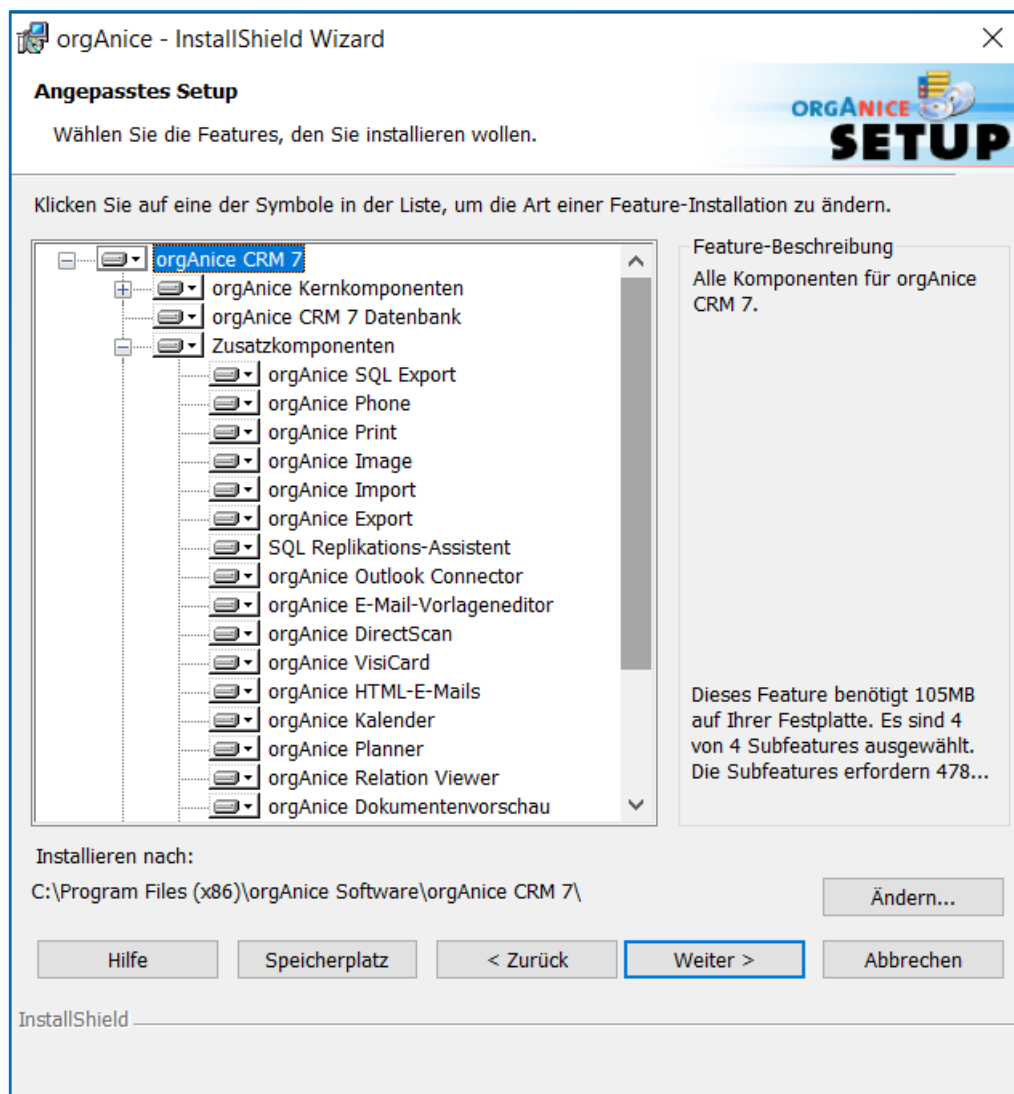 orgAnice - InstallShield Wizard
Angepasstes Setup
Wählen Sie die Features, den Sie installieren wollen.
ORGANICE
SETUP
Klicken Sie auf eine der Symbole in der Liste, um die Art einer Feature-Installation zu ändern.
orgAnice CRM 7
orgAnice Kernkomponenten
orgAnice CRM 7 Datenbank
Zusatzkomponenten
orgAnice SQL Export
orgAnice Phone
orgAnice Print
orgAnice Image
orgAnice Import
orgAnice Export
SQL Replikations-Assistent
orgAnice Outlook Connector
orgAnice E-Mail-Vorlageneditor
orgAnice DirectScan
orgAnice VisiCard
orgAnice HTML-E-Mails
orgAnice Kalender
orgAnice Planner
orgAnice Relation Viewer
orgAnice Dokumentenvorschau
Feature-Beschreibung
Alle Komponenten für orgAnice
CRM 7.
Dieses Feature benötigt 105MB
auf Ihrer Festplatte. Es sind 4
von 4 Subfeatures ausgewählt.
Die Subfeatures erfordern 478...
Installieren nach:
C:\Program Files (x86)\orgAnice Software\orgAnice CRM 7\
Ändern...
Hilfe
Speicherplatz
< Zurück
Weiter >
Abbrechen
InstallShield